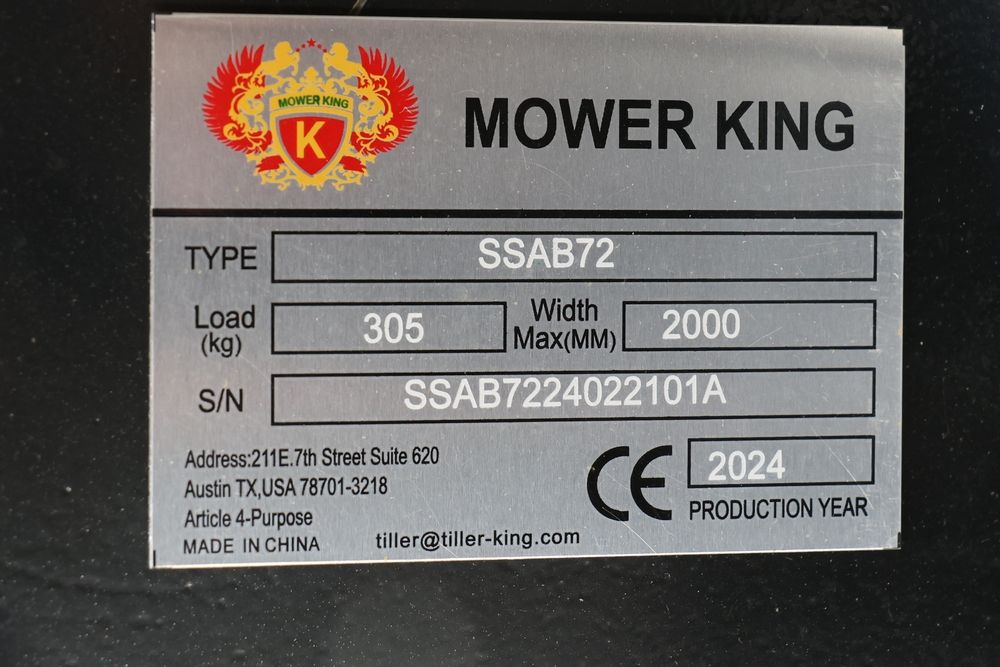 MOWER KING
K
MOWER KING
TYPE SSAB72
Load (kg) 305 Width Max(MM) 2000
S/N SSAB7224022101A
Address:211E.7th Street Suite 620
Austin TX,USA 78701-3218
Article 4-Purpose
MADE IN CHINA
tiller@tiller-king.com
CE 2024
PRODUCTION YEAR